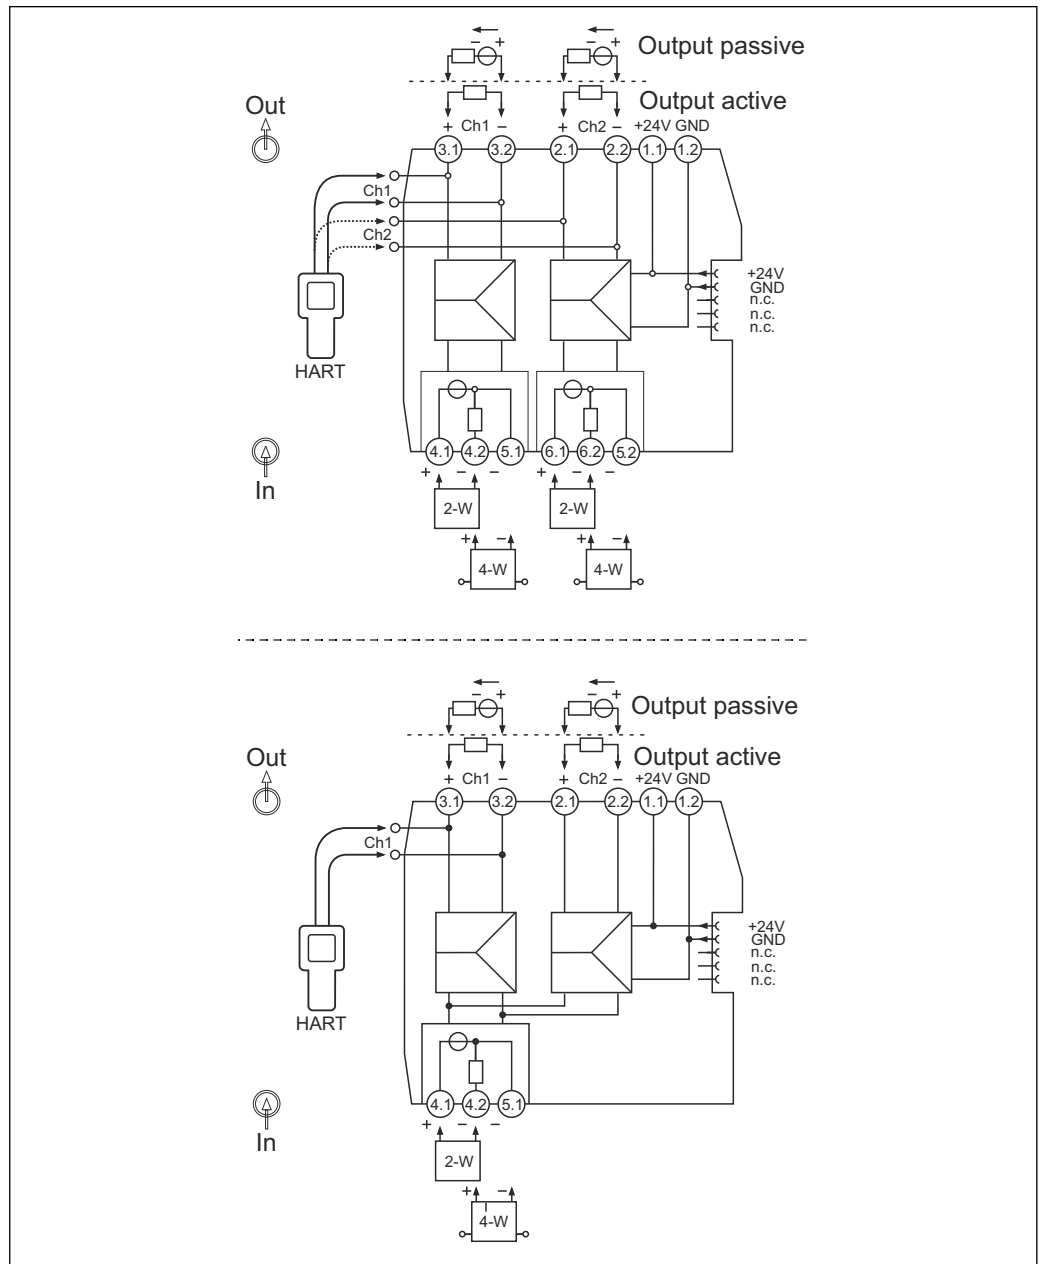 − + − + Output passive
Out Output active
+ Ch1 − + Ch2 − +24V GND
3.1 3.2 2.1 2.2 1.1 1.2
Ch1
Ch2
+24V
GND
n.c.
n.c.
n.c.
HART
4.1 4.2 5.1 6.1 6.2 5.2
+ − − + − −
In
2-W 2-W
+ − + −
4-W 4-W
− + − + Output passive
Out Output active
+ Ch1 − + Ch2 − +24V GND
3.1 3.2 2.1 2.2 1.1 1.2
Ch1
+24V
GND
n.c.
n.c.
n.c.
HART
4.1 4.2 5.1
+ − −
In
2-W
+ −
4-W